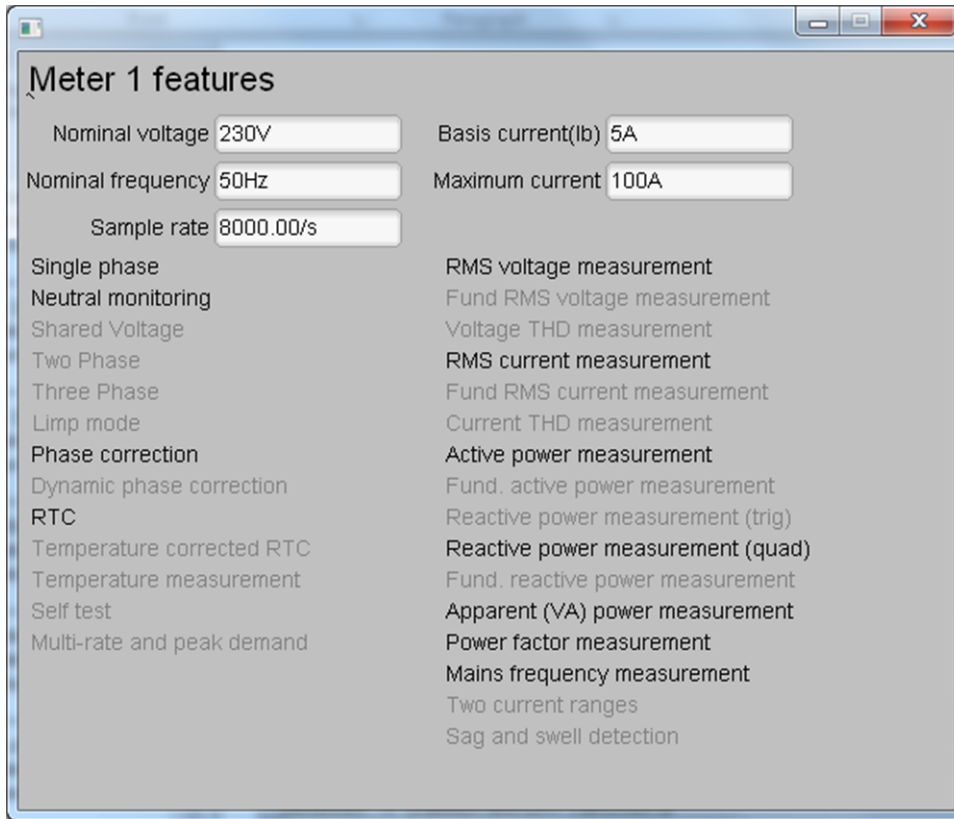 Meter 1 features
Nominal voltage 230V
Basis current(Ib) 5A
Nominal frequency 50Hz
Maximum current 100A
Sample rate 8000.00/s
Single phase
Neutral monitoring
Shared Voltage
Two Phase
Three Phase
Limp mode
Phase correction
Dynamic phase correction
RTC
Temperature corrected RTC
Temperature measurement
Self test
Multi-rate and peak demand
RMS voltage measurement
Fund RMS voltage measurement
Voltage THD measurement
RMS current measurement
Fund RMS current measurement
Current THD measurement
Active power measurement
Fund. active power measurement
Reactive power measurement (trig)
Reactive power measurement (quad)
Fund. reactive power measurement
Apparent (VA) power measurement
Power factor measurement
Mains frequency measurement
Two current ranges
Sag and swell detection